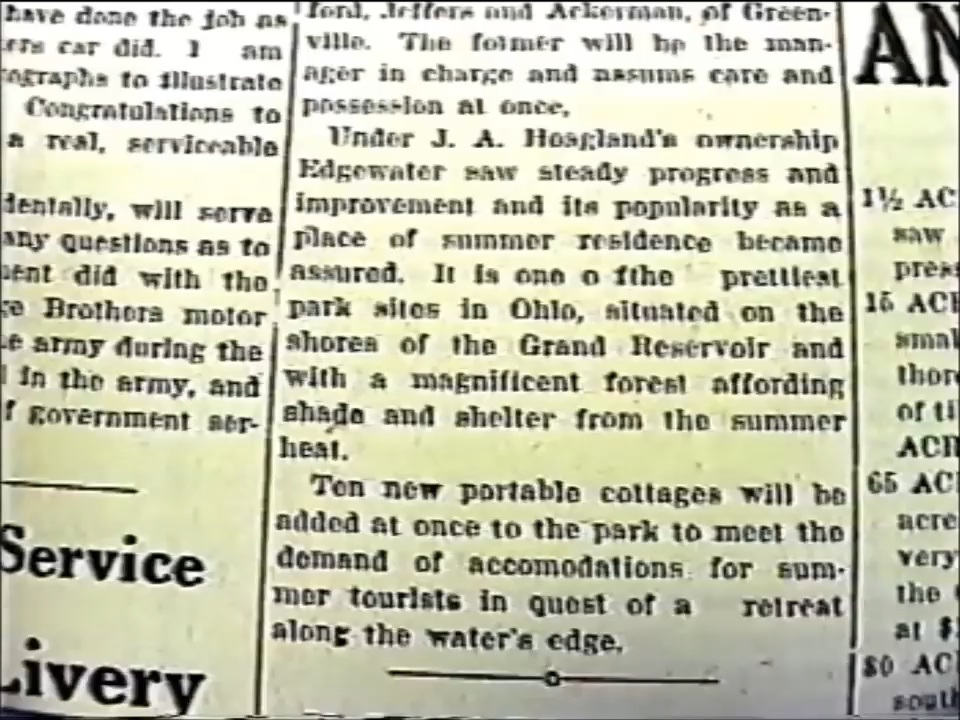 have done the job as
ers car did. I am
ographs to illustrate
Congratulations to
a real, serviceable
dentally, will serve
any questions as to
ent did with the
e Brothers motor
e army during the
in the army, and
f government ser-
Service
Livery
ford, Jeffers and Ackerman, of Green-
ville. The former will be the man-
ager in charge and assums care and
possession at once.
Under J. A. Hoagland's ownership
Edgewater saw steady progress and
improvement and its popularity as a
place of summer residence became
assured. It is one o fthe prettiest
park sites in Ohio, situated on the
shores of the Grand Reservoir and
with a magnificent forest affording
shade and shelter from the summer
heat.
Ten new portable cottages will be
added at once to the park to meet the
demand of accomodations for sum-
mer tourists in quest of a retreat
along the water's edge.
AN
1½ AC
saw
pres
15 ACR
smal
thor
of ti
ACR
65 AC
acre
very
the
at $
80 AC
south